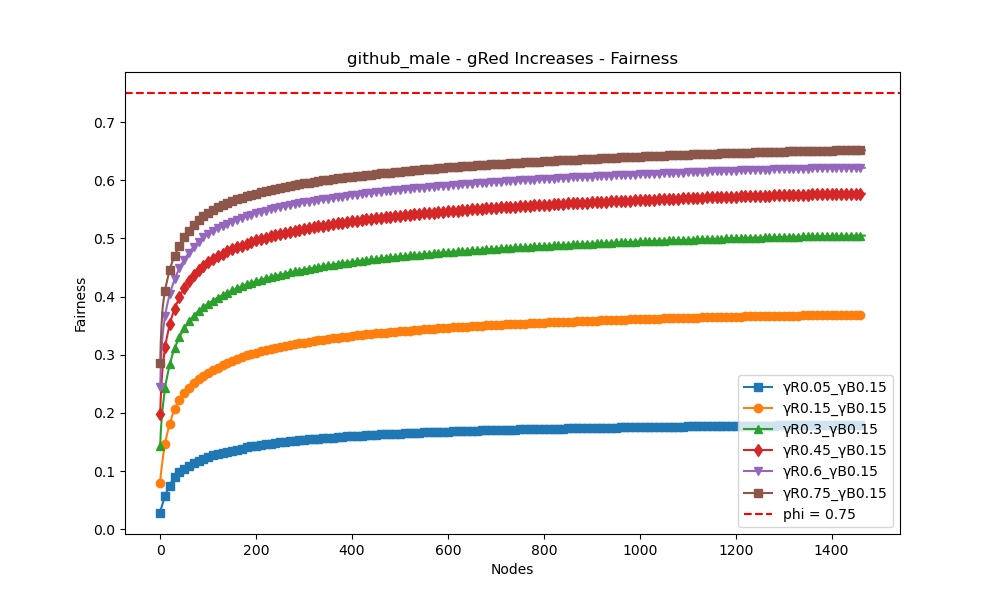 github_male - gRed Increases - Fairness
Fairness
0.7
0.6
0.5
0.4
0.3
0.2
0.1
0.0
0 200 400 600 800 1000 1200 1400
Nodes
γR0.05_γB0.15
γR0.15_γB0.15
γR0.3_γB0.15
γR0.45_γB0.15
γR0.6_γB0.15
γR0.75_γB0.15
phi = 0.75